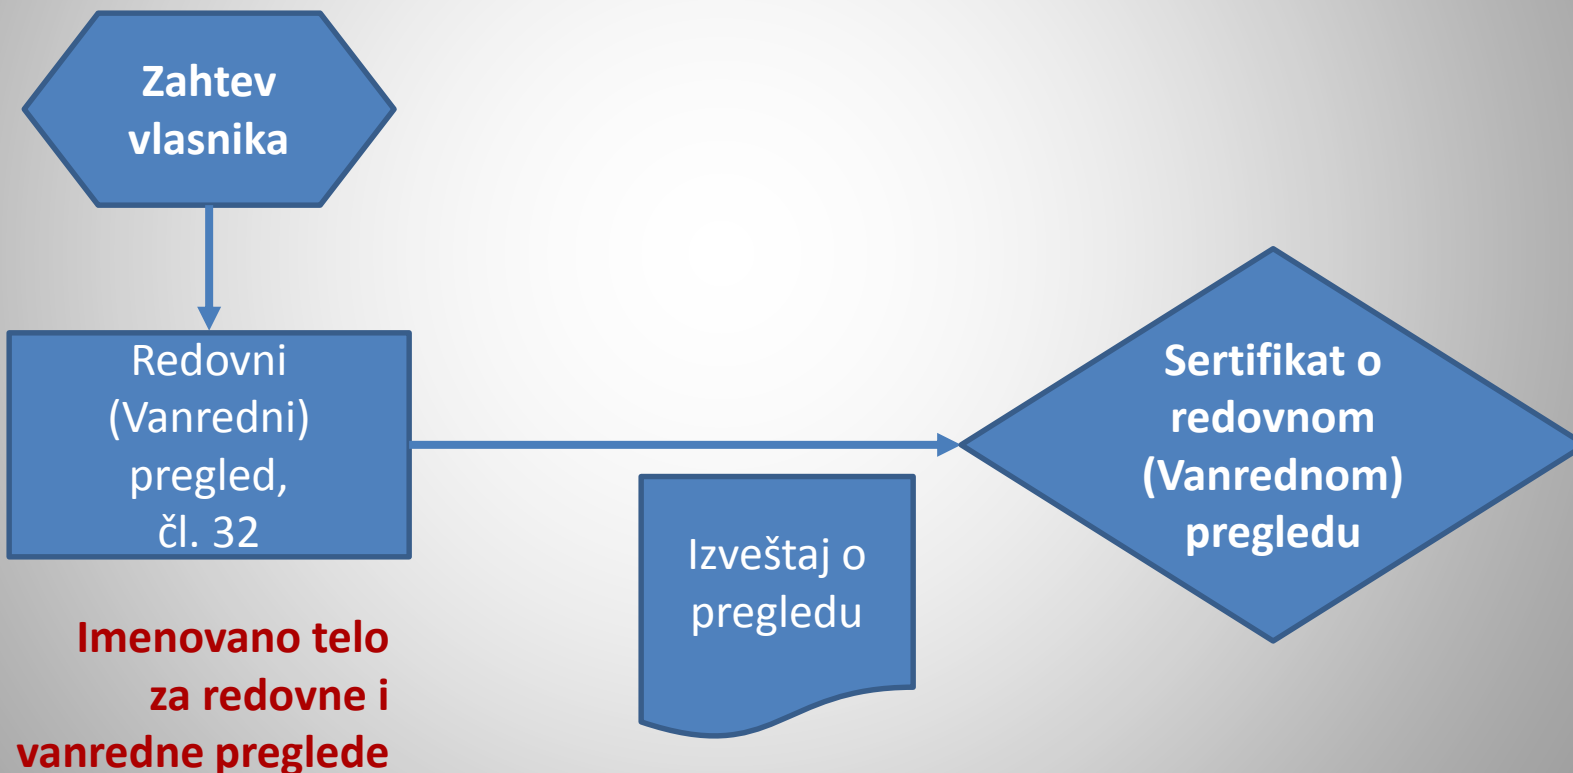 Zahtev
vlasnika
Redovni
(Vanredni)
pregled,
čl. 32
Imenovano telo
za redovne i
vanredne preglede
Izveštaj o
pregledu
Sertifikat o
redovnom
(Vanrednom)
pregledu